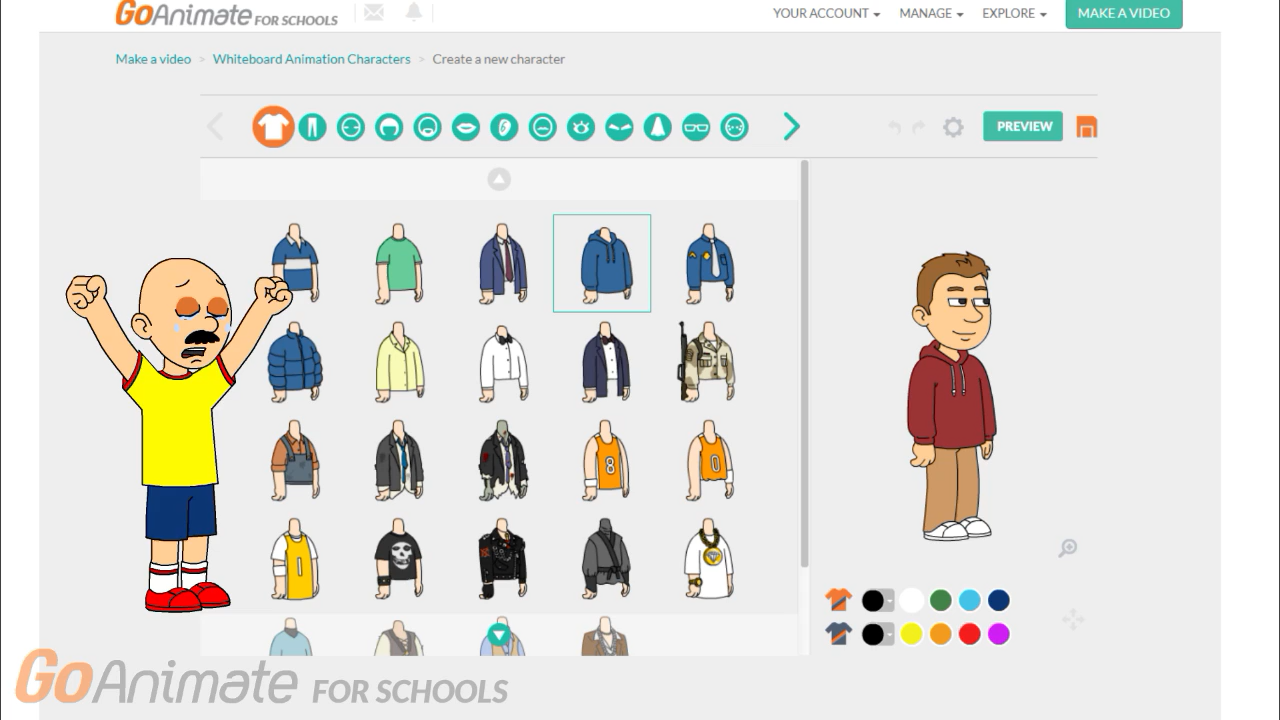 GoAnimate FOR SCHOOLS
YOUR ACCOUNT MANAGE EXPLORE MAKE A VIDEO
Make a video > Whiteboard Animation Characters > Create a new character
PREVIEW
8
0
1
GoAnimate FOR SCHOOLS